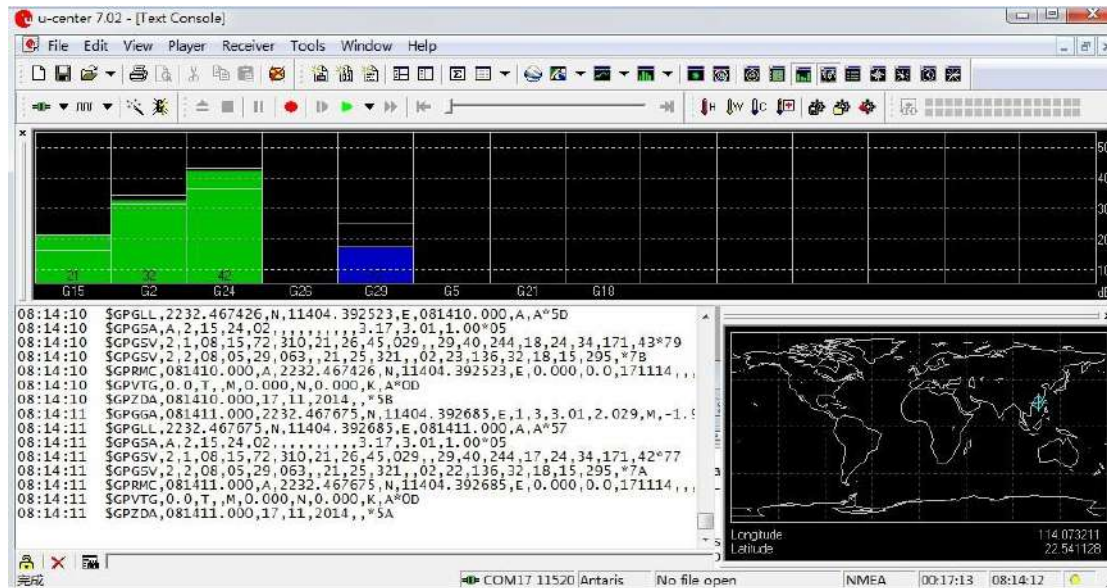 u-center 7.02 - [Text Console]
File Edit View Player Receiver Tools Window Help
50
40
30
20
10
21 32 42
G15 G2 G24 G26 G29 G5 G21 G18
08:14:10 $GPGLL,2232.467426,N,11404.392523,E,081410.000,A,A*5D
08:14:10 $GPGSA,A,2,15,24,02,,,,,,,,,,3.17,3.01,1.00*05
08:14:10 $GPGSV,2,1,08,15,72,310,21,26,45,029,,29,40,244,18,24,34,171,43*79
08:14:10 $GPGSV,2,2,08,05,29,063,,21,25,321,,02,23,136,32,18,15,295,*7B
08:14:10 $GPRMC,081410.000,A,2232.467426,N,11404.392523,E,0.000,0.0,171114,,,
08:14:10 $GPVTG,0.0,T,,M,0.000,N,0.000,K,A*0D
08:14:10 $GPZDA,081410.000,17,11,2014,,*5B
08:14:11 $GPGGA,081411.000,2232.467675,N,11404.392685,E,1,3,3.01,2.029,M,-1.9
08:14:11 $GPGLL,2232.467675,N,11404.392685,E,081411.000,A,A*57
08:14:11 $GPGSA,A,2,15,24,02,,,,,,,,,,3.17,3.01,1.00*05
08:14:11 $GPGSV,2,1,08,15,72,310,21,26,45,029,,29,40,244,17,24,34,171,42*77
08:14:11 $GPGSV,2,2,08,05,29,063,,21,25,321,,02,22,136,32,18,15,295,*7A
08:14:11 $GPRMC,081411.000,A,2232.467675,N,11404.392685,E,0.000,0.0,171114,,,
08:14:11 $GPVTG,0.0,T,,M,0.000,N,0.000,K,A*0D
08:14:11 $GPZDA,081411.000,17,11,2014,,*5A
Longitude 114.073211
Latitude 22.541128
完成 COM17 11520 Antaris No file open NMEA 00:17:13 08:14:12